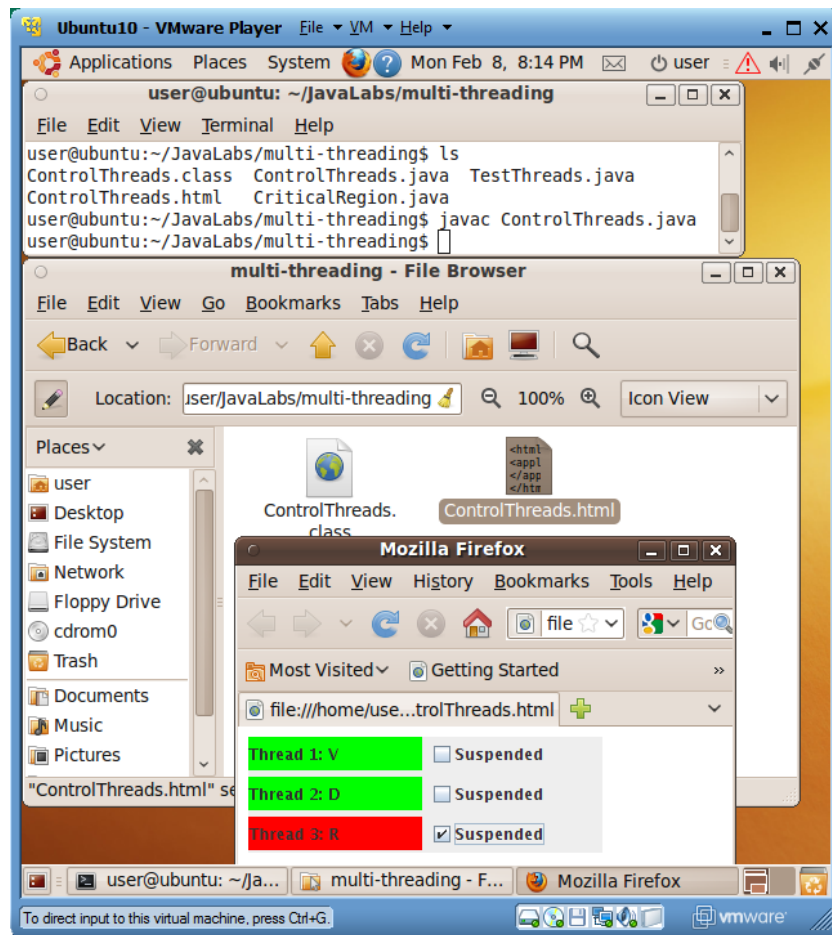 Ubuntu10 - VMware Player File VM Help
Applications Places System Mon Feb 8, 8:14 PM user
user@ubuntu: ~/JavaLabs/multi-threading
File Edit View Terminal Help
user@ubuntu:~/JavaLabs/multi-threading$ ls
ControlThreads.class ControlThreads.java TestThreads.java
ControlThreads.html CriticalRegion.java
user@ubuntu:~/JavaLabs/multi-threading$ javac ControlThreads.java
user@ubuntu:~/JavaLabs/multi-threading$
multi-threading - File Browser
File Edit View Go Bookmarks Tabs Help
Back Forward
Location: user/JavaLabs/multi-threading 100% Icon View
Places
user
Desktop
File System
Network
Floppy Drive
cdrom0
Trash
Documents
Music
Pictures
<html
<appl
</app
</htm
ControlThreads.
class
ControlThreads.html
"ControlThreads.html" se
Mozilla Firefox
File Edit View History Bookmarks Tools Help
file Go
Most Visited Getting Started »
file:///home/use...trolThreads.html
Thread 1: V Suspended
Thread 2: D Suspended
Thread 3: R Suspended
user@ubuntu: ~/Ja... multi-threading - F... Mozilla Firefox
To direct input to this virtual machine, press Ctrl+G. vmware